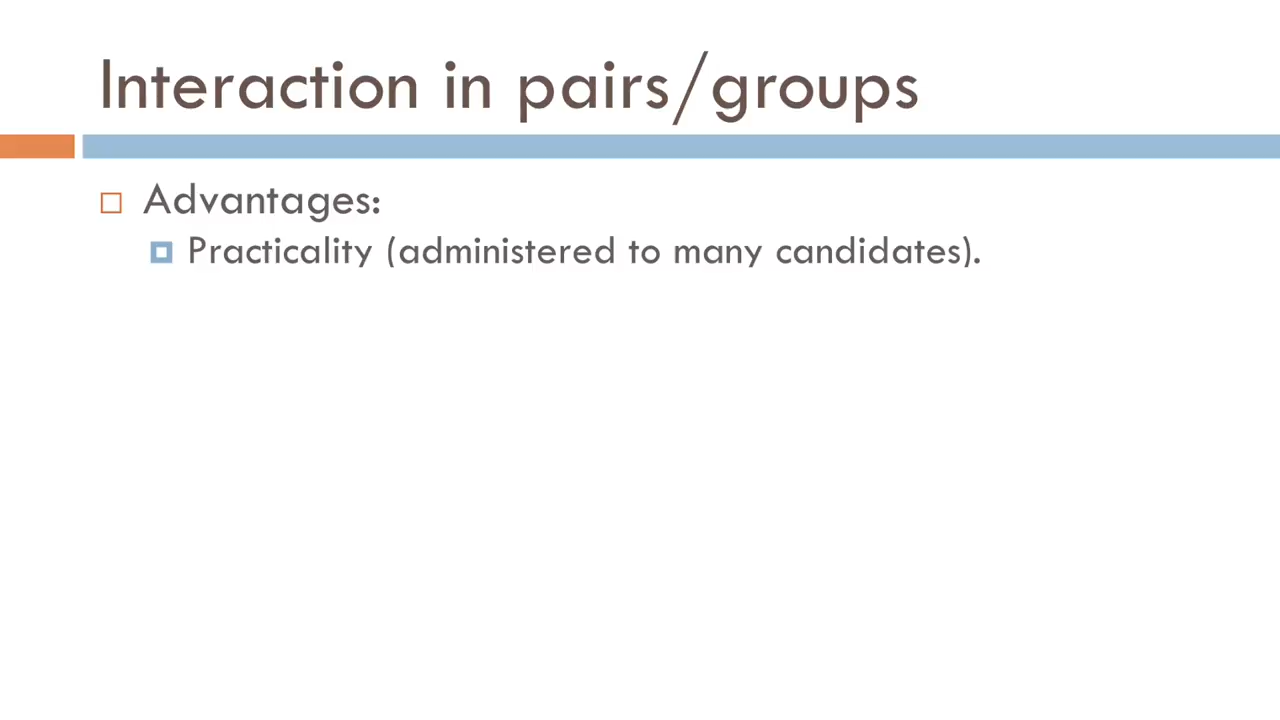 Interaction in pairs/groups
Advantages:
Practicality (administered to many candidates).